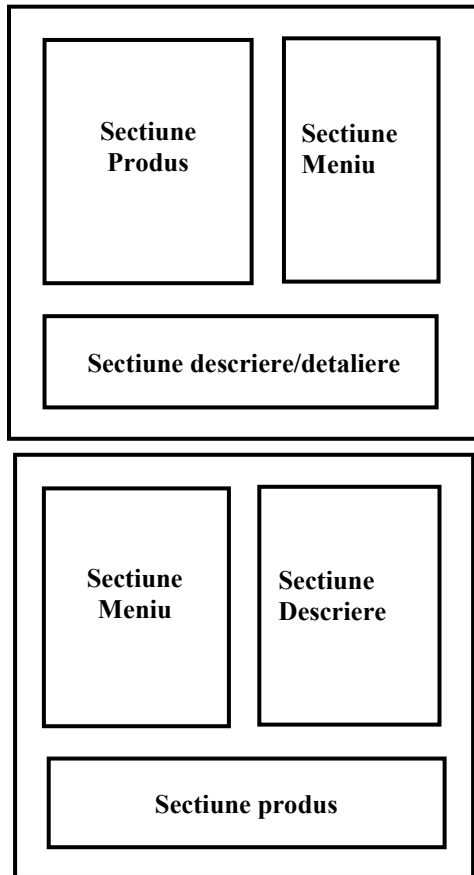 Sectiune
Produs
Sectiune
Meniu
Sectiune descriere/detaliere
Sectiune
Meniu
Sectiune
Descriere
Sectiune produs